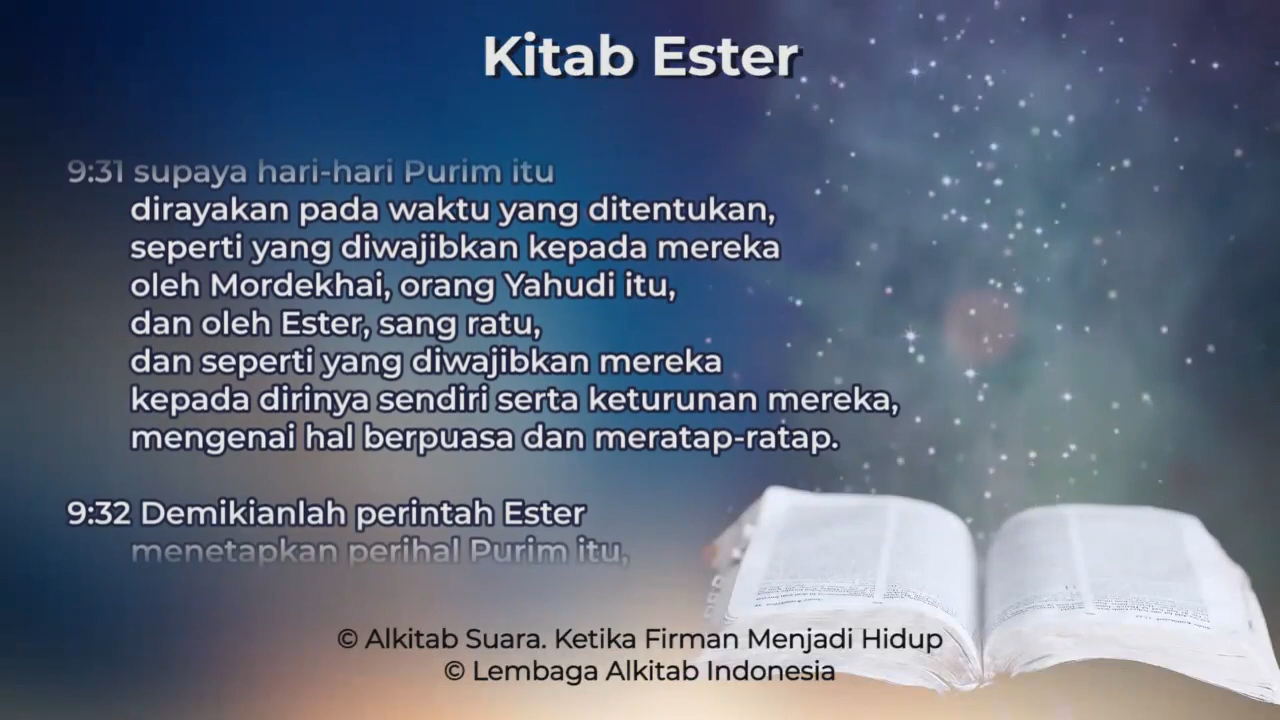 Kitab Ester
9:31 supaya hari-hari Purim itu
dirayakan pada waktu yang ditentukan,
seperti yang diwajibkan kepada mereka
oleh Mordekhai, orang Yahudi itu,
dan oleh Ester, sang ratu,
dan seperti yang diwajibkan mereka
kepada dirinya sendiri serta keturunan mereka,
mengenai hal berpuasa dan meratap-ratap.
9:32 Demikianlah perintah Ester
menetapkan perihal Purim itu,
© Alkitab Suara. Ketika Firman Menjadi Hidup
© Lembaga Alkitab Indonesia